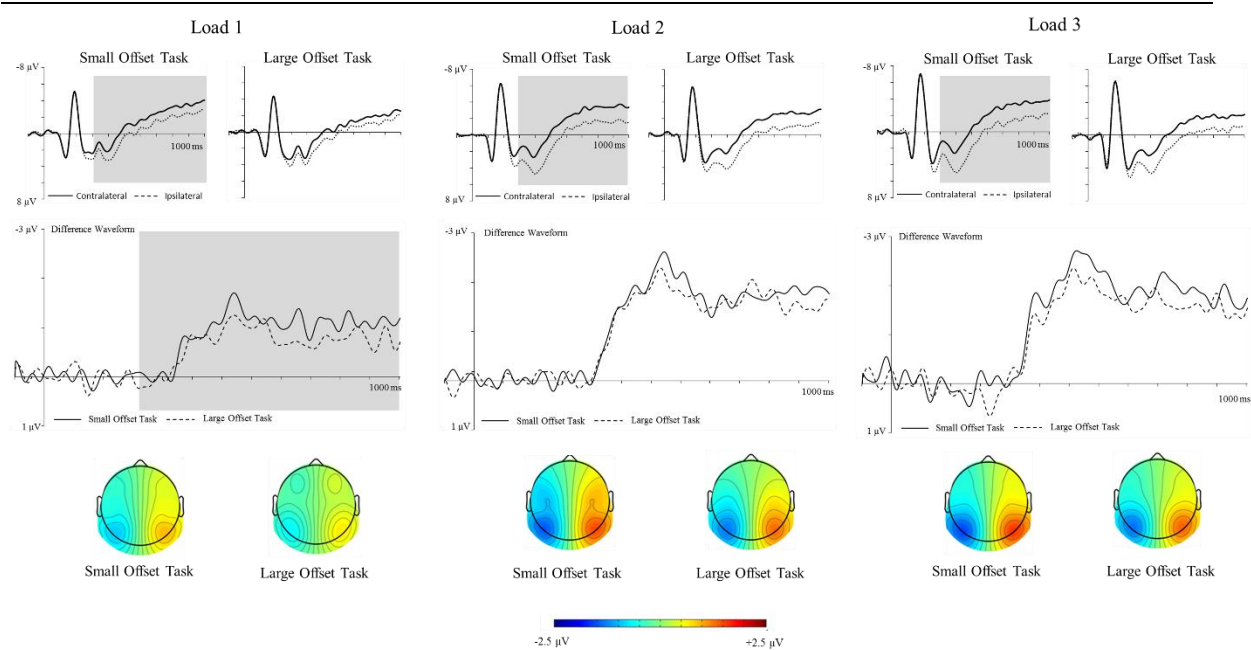 Load 1
Load 2
Load 3
Small Offset Task
Large Offset Task
Small Offset Task
Large Offset Task
Small Offset Task
Large Offset Task
-8 µV
1000 ms
8 µV
Contralateral
Ipsilateral
-8 µV
1000 ms
8 µV
Contralateral
Ipsilateral
-8 µV
1000 ms
8 µV
Contralateral
Ipsilateral
-3 µV
Difference Waveform
1000 ms
1 µV
Small Offset Task
Large Offset Task
-3 µV
Difference Waveform
1000 ms
1 µV
Small Offset Task
Large Offset Task
-3 µV
Difference Waveform
1000 ms
1 µV
Small Offset Task
Large Offset Task
Small Offset Task
Large Offset Task
Small Offset Task
Large Offset Task
Small Offset Task
Large Offset Task
-2.5 µV
+2.5 µV